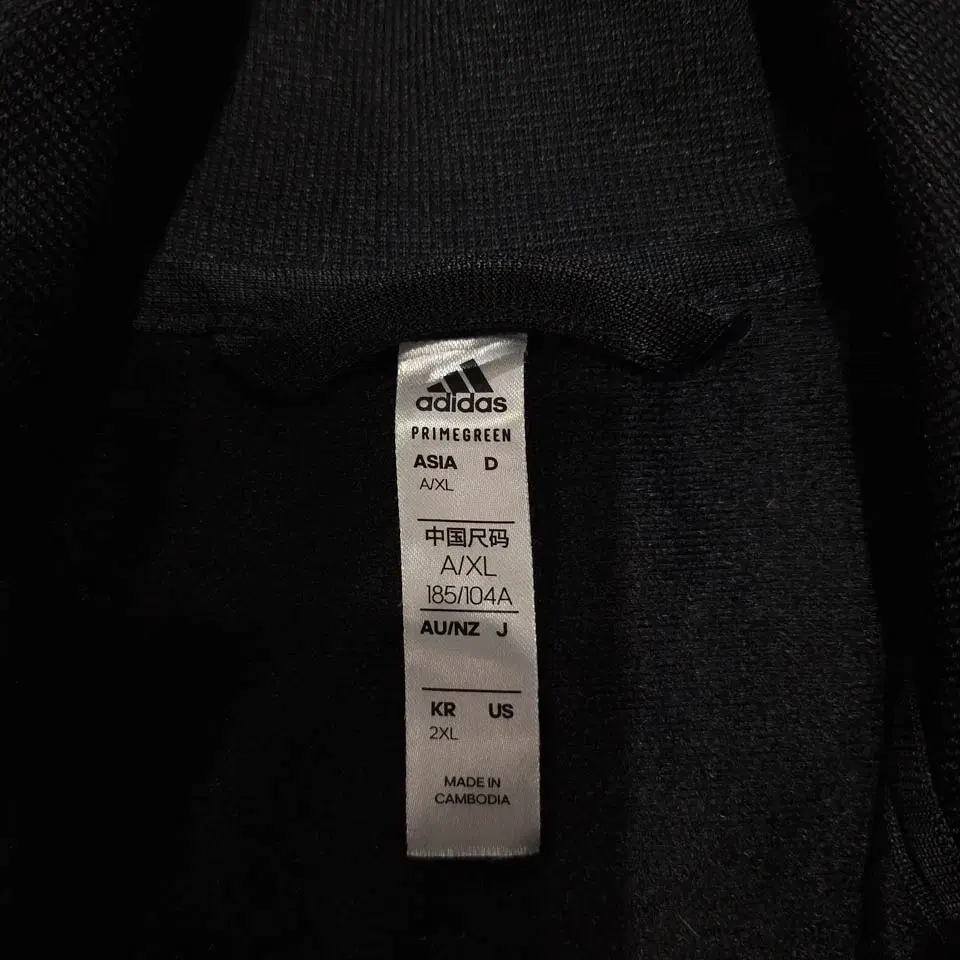 adidas
PRIMEGREEN
ASIA D
A/XL
中国尺码
A/XL
185/104A
AU/NZ J
KR US
2XL
MADE IN
CAMBODIA